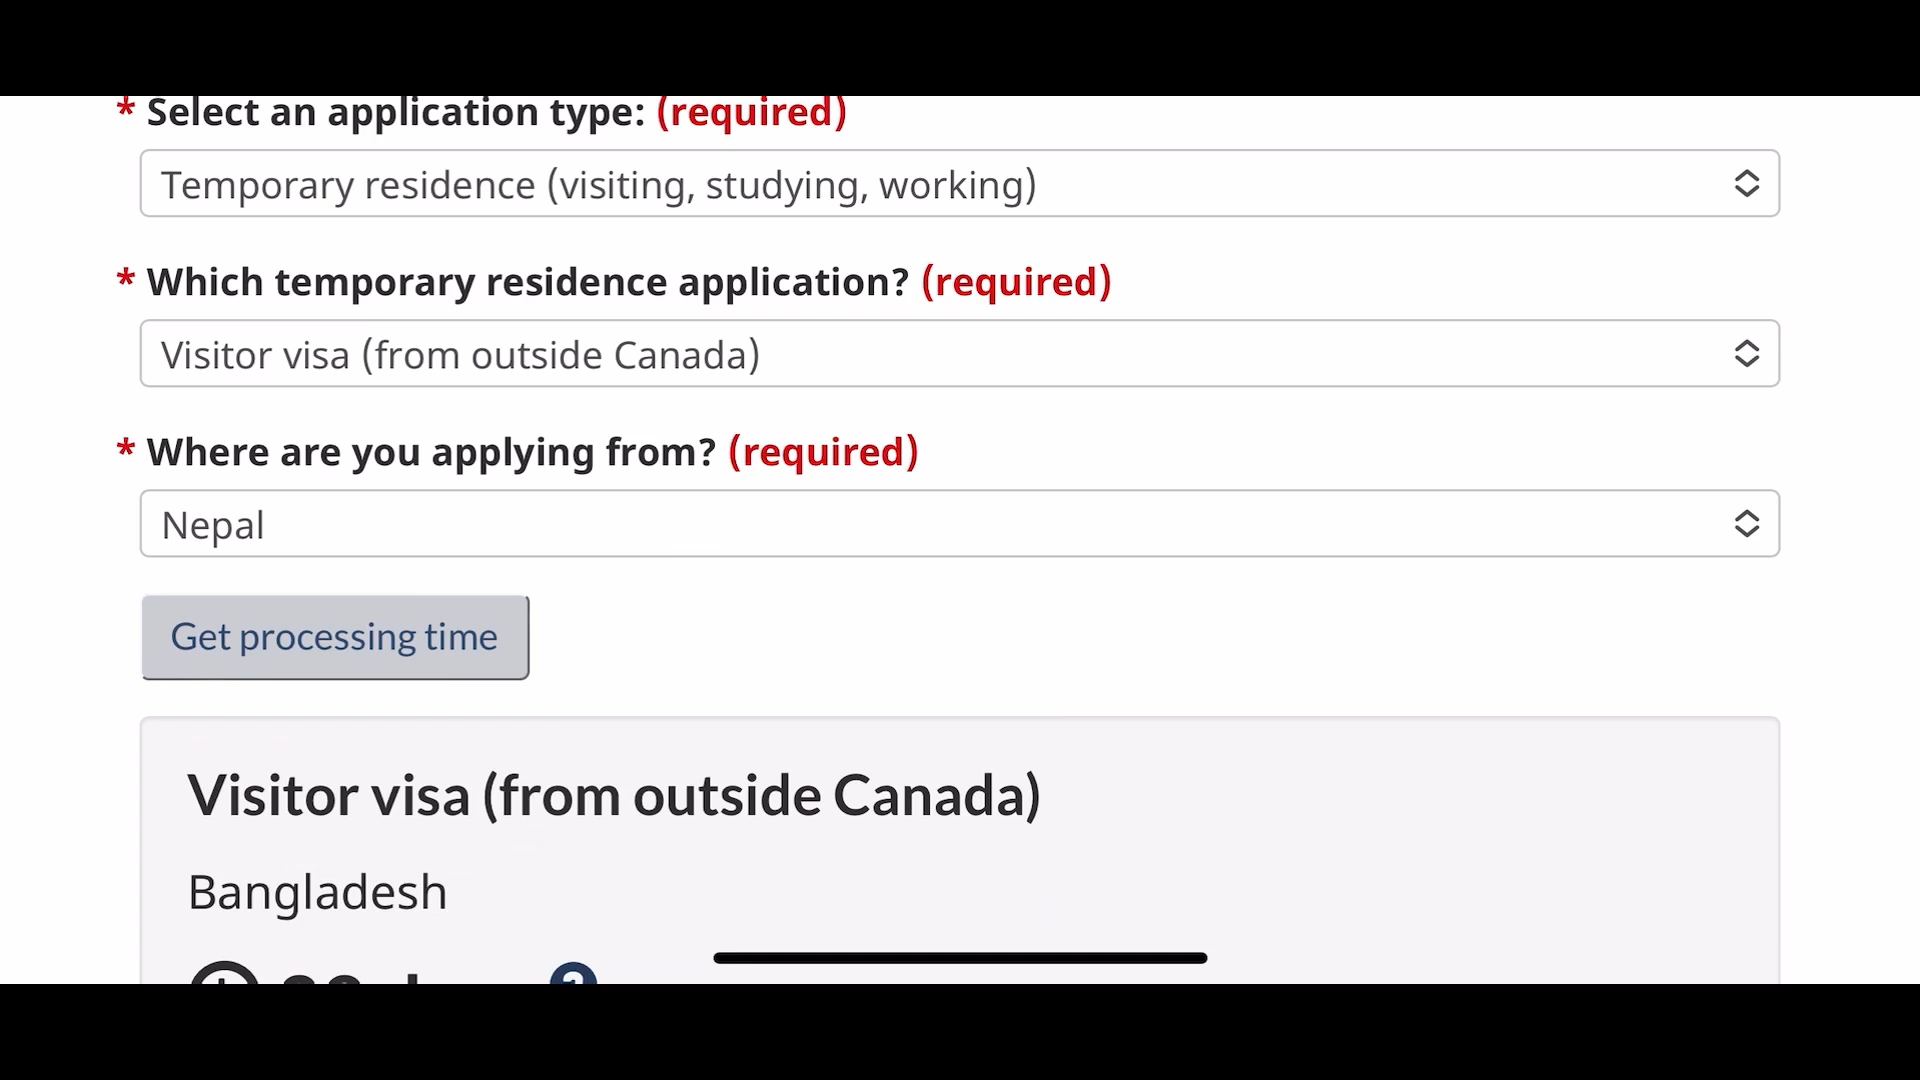 * Select an application type: (required)
Temporary residence (visiting, studying, working)
* Which temporary residence application? (required)
Visitor visa (from outside Canada)
* Where are you applying from? (required)
Nepal
Get processing time
Visitor visa (from outside Canada)
Bangladesh